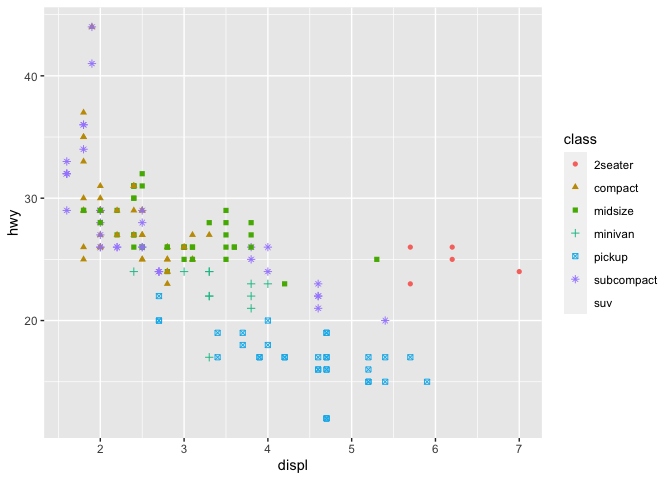 hwy
40
30
20
2
3
4
5
6
7
displ
class
2seater
compact
midsize
minivan
pickup
subcompact
suv